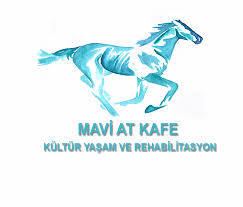 MAVİ AT KAFE
KÜLTÜR YAŞAM VE REHABİLİTASYON